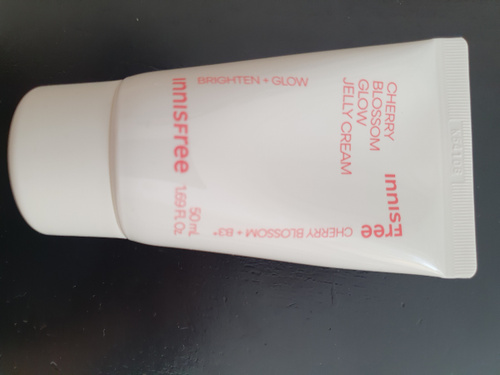 CHERRY
BLOSSOM
GLOW
JELLY CREAM
INNISFree
BRIGHTEN + GLOW
CHERRY BLOSSOM + B3+
INNISFree
50 mL
1.69 Fl. Oz